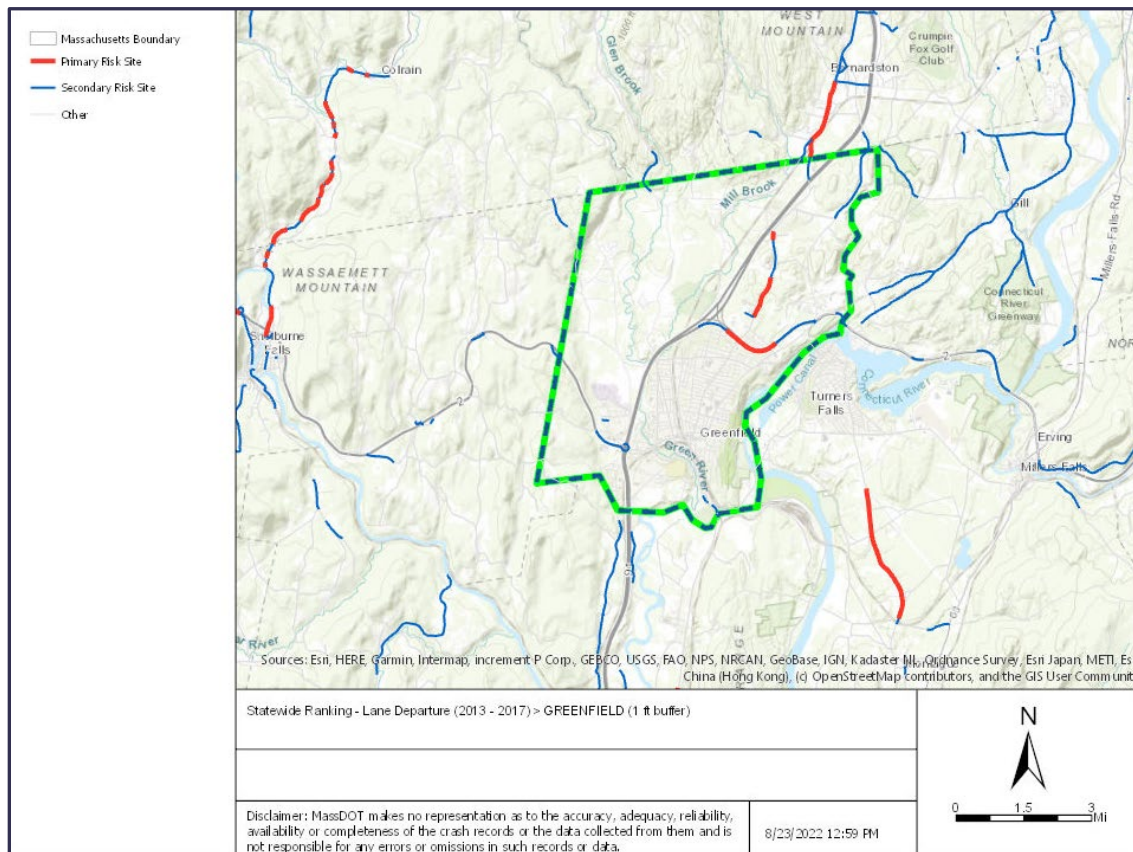 Massachusetts Boundary
Primary Risk Site
Secondary Risk Site
Other
WEST
MOUNTAIN
Glen Brook
Crumpin
Fox Golf
Club
Colrain
Mill Brook
Gill
Millers-Falls-Rd
WASSAEMETT
MOUNTAIN
Connecticut
River
Greenway
Falls
2
2
Power Canal
Connecticut River
Turners
Falls
Greenfield
Green River
Erving
Millers Falls
River
Sources: Esri, HERE, Garmin, Intermap, increment P Corp., GEBCO, USGS, FAO, NPS, NRCAN, GeoBase, IGN, Kadaster NL, Ordnance Survey, Esri Japan, METI, Es
China (Hong Kong), (c) OpenStreetMap contributors, and the GIS User Communit
Statewide Ranking - Lane Departure (2013 - 2017) > GREENFIELD (1 ft buffer)
N
0 1.5 3
Mi
Disclaimer: MassDOT makes no representation as to the accuracy, adequacy, reliability,
availability or completeness of the crash records or the data collected from them and is
not responsible for any errors or omissions in such records or data.
8/23/2022 12:59 PM